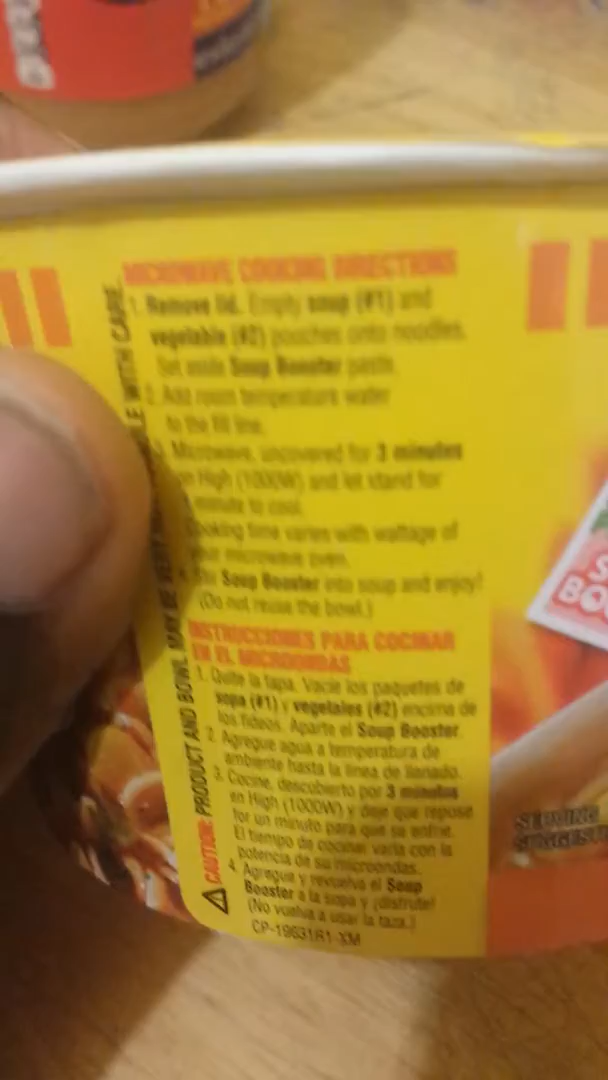 MICROWAVE COOKING DIRECTIONS
1. Remove lid. Empty soup (#1) and
vegetable (#2) pouches onto noodles.
Set aside Soup Booster paste.
2. Add room temperature water
to the fill line.
3. Microwave, uncovered for 3 minutes
on High (1000W) and let stand for
minute to cool.
Cooking time varies with wattage of
your microwave oven.
4. Soup Booster into soup and enjoy!
(Do not reuse the bowl.)
INSTRUCCIONES PARA COCINAR
EN EL MICROONDAS
1. Quite la tapa. Vacíe los paquetes de
sopa (#1) y vegetales (#2) encima de
los fideos. Aparte el Soup Booster.
2. Agregue agua a temperatura de
ambiente hasta la línea de llenado.
3. Cocine, descubierto por 3 minutos
en High (1000W) y deje que repose
for un minuto para que se enfríe.
El tiempo de cocinar varía con la
potencia de su microondas.
4. Agregue y revuelva el Soup
Booster a la sopa y ¡disfrute!
(No vuelva a usar la taza.)
CP-19631R1-XM
CAUTION: PRODUCT AND BOWL MAY BE VERY
WITH CARE.
S
BO
SERVING
SUGGEST